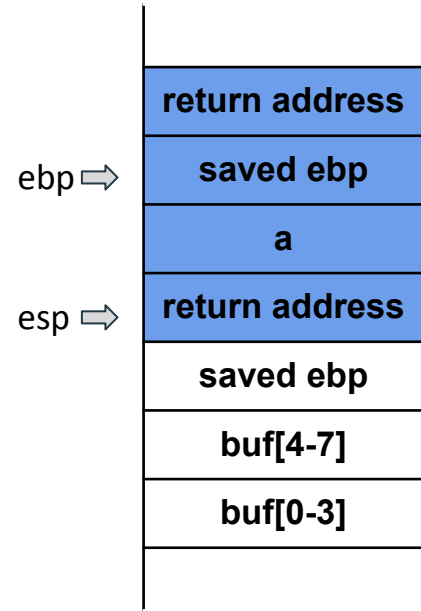 return address
ebp
saved ebp
a
esp
return address
saved ebp
buf[4-7]
buf[0-3]